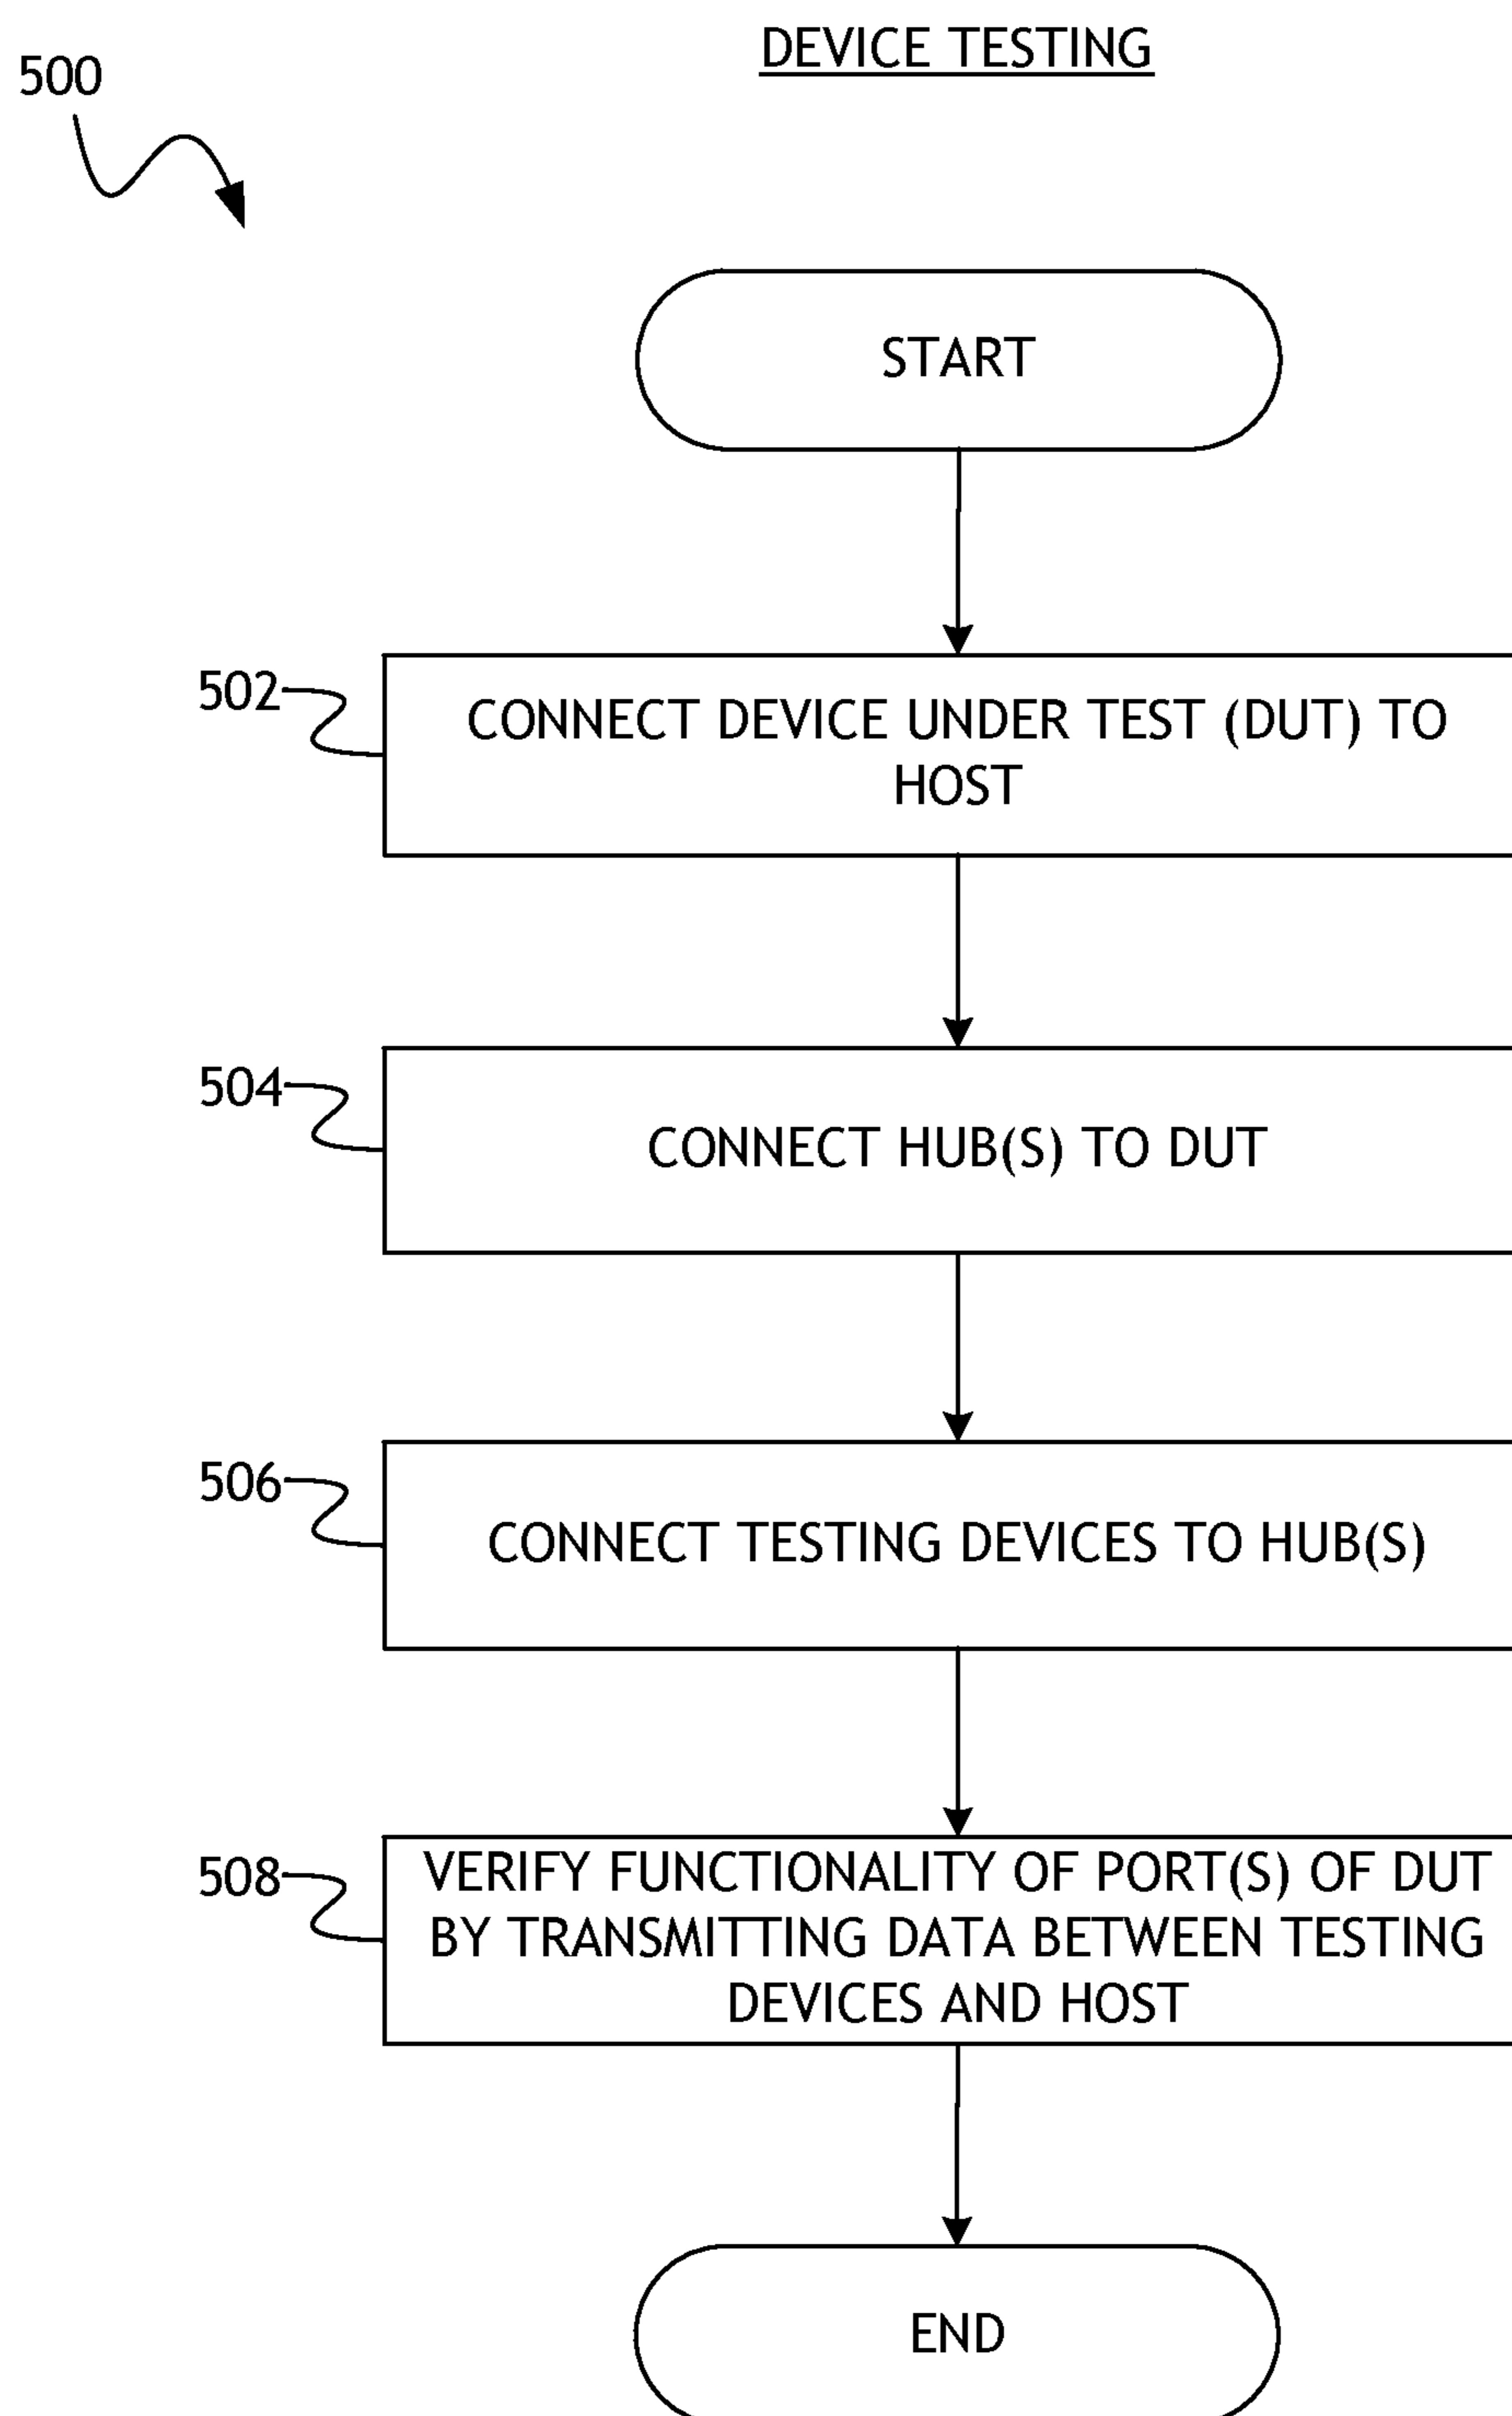 DEVICE TESTING
500
START
502
CONNECT DEVICE UNDER TEST (DUT) TO
HOST
504
CONNECT HUB(S) TO DUT
506
CONNECT TESTING DEVICES TO HUB(S)
508
VERIFY FUNCTIONALITY OF PORT(S) OF DUT
BY TRANSMITTING DATA BETWEEN TESTING
DEVICES AND HOST
END